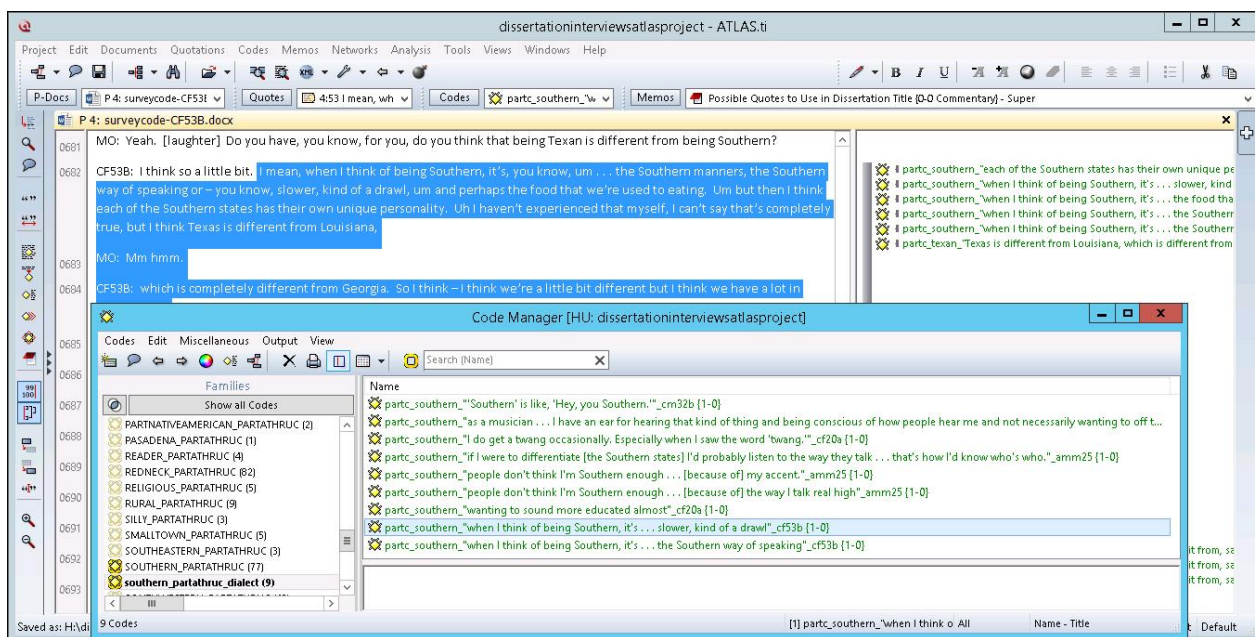 dissertationinterviewsatlasproject - ATLAS.ti
Project Edit Documents Quotations Codes Memos Networks Analysis Tools Views Windows Help
P-Docs P 4: surveycode-CF53B Quotes 4:53 I mean, wh Codes partc_southern_"w Memos Possible Quotes to Use in Dissertation Title {0-0 Commentary} - Super
P 4: surveycode-CF53B.docx
0681 MO: Yeah. [laughter] Do you have, you know, for you, do you think that being Texan is different from being Southern?
0682 CF53B: I think so a little bit. I mean, when I think of being Southern, it's, you know, um . . . the Southern manners, the Southern
way of speaking or – you know, slower, kind of a drawl, um and perhaps the food that we're used to eating. Um but then I think
each of the Southern states has their own unique personality. Uh I haven't experienced that myself, I can't say that's completely
true, but I think Texas is different from Louisiana,
0683 MO: Mm hmm.
0684 CF53B: which is completely different from Georgia. So I think – I think we're a little bit different but I think we have a lot in
partc_southern_"each of the Southern states has their own unique pe
partc_southern_"when I think of being Southern, it's . . . slower, kind
partc_southern_"when I think of being Southern, it's . . . the food tha
partc_southern_"when I think of being Southern, it's . . . the Southern
partc_southern_"when I think of being Southern, it's . . . the Southern
partc_texan_"Texas is different from Louisiana, which is different from
0685
0686
0687
0688
0689
0690
0691
0692
0693
Code Manager [HU: dissertationinterviewsatlasproject]
Codes Edit Miscellaneous Output View
Search (Name)
Families
Show all Codes
PARTNATIVEAMERICAN_PARTATHRUC (2)
PASADENA_PARTATHRUC (1)
READER_PARTATHRUC (4)
REDNECK_PARTATHRUC (82)
RELIGIOUS_PARTATHRUC (5)
RURAL_PARTATHRUC (9)
SILLY_PARTATHRUC (3)
SMALLTOWN_PARTATHRUC (5)
SOUTHEASTERN_PARTATHRUC (3)
SOUTHERN_PARTATHRUC (77)
southern_partathruc_dialect (9)
Name
partc_southern_"'Southern' is like, 'Hey, you Southern.'"_cm32b {1-0}
partc_southern_"as a musician . . . I have an ear for hearing that kind of thing and being conscious of how people hear me and not necessarily wanting to off t...
partc_southern_"I do get a twang occasionally. Especially when I saw the word 'twang.'"_cf20a {1-0}
partc_southern_"if I were to differentiate [the Southern states] I'd probably listen to the way they talk . . . that's how I'd know who's who."_amm25 {1-0}
partc_southern_"people don't think I'm Southern enough . . . [because of] my accent."_amm25 {1-0}
partc_southern_"people don't think I'm Southern enough . . . [because of] the way I talk real high"_amm25 {1-0}
partc_southern_"wanting to sound more educated almost"_cf20a {1-0}
partc_southern_"when I think of being Southern, it's . . . slower, kind of a drawl"_cf53b {1-0}
partc_southern_"when I think of being Southern, it's . . . the Southern way of speaking"_cf53b {1-0}
it from, sa
it from, sa
it from, sa
9 Codes [1] partc_southern_"when I think o All Name - Title
Saved as: H:\di Default